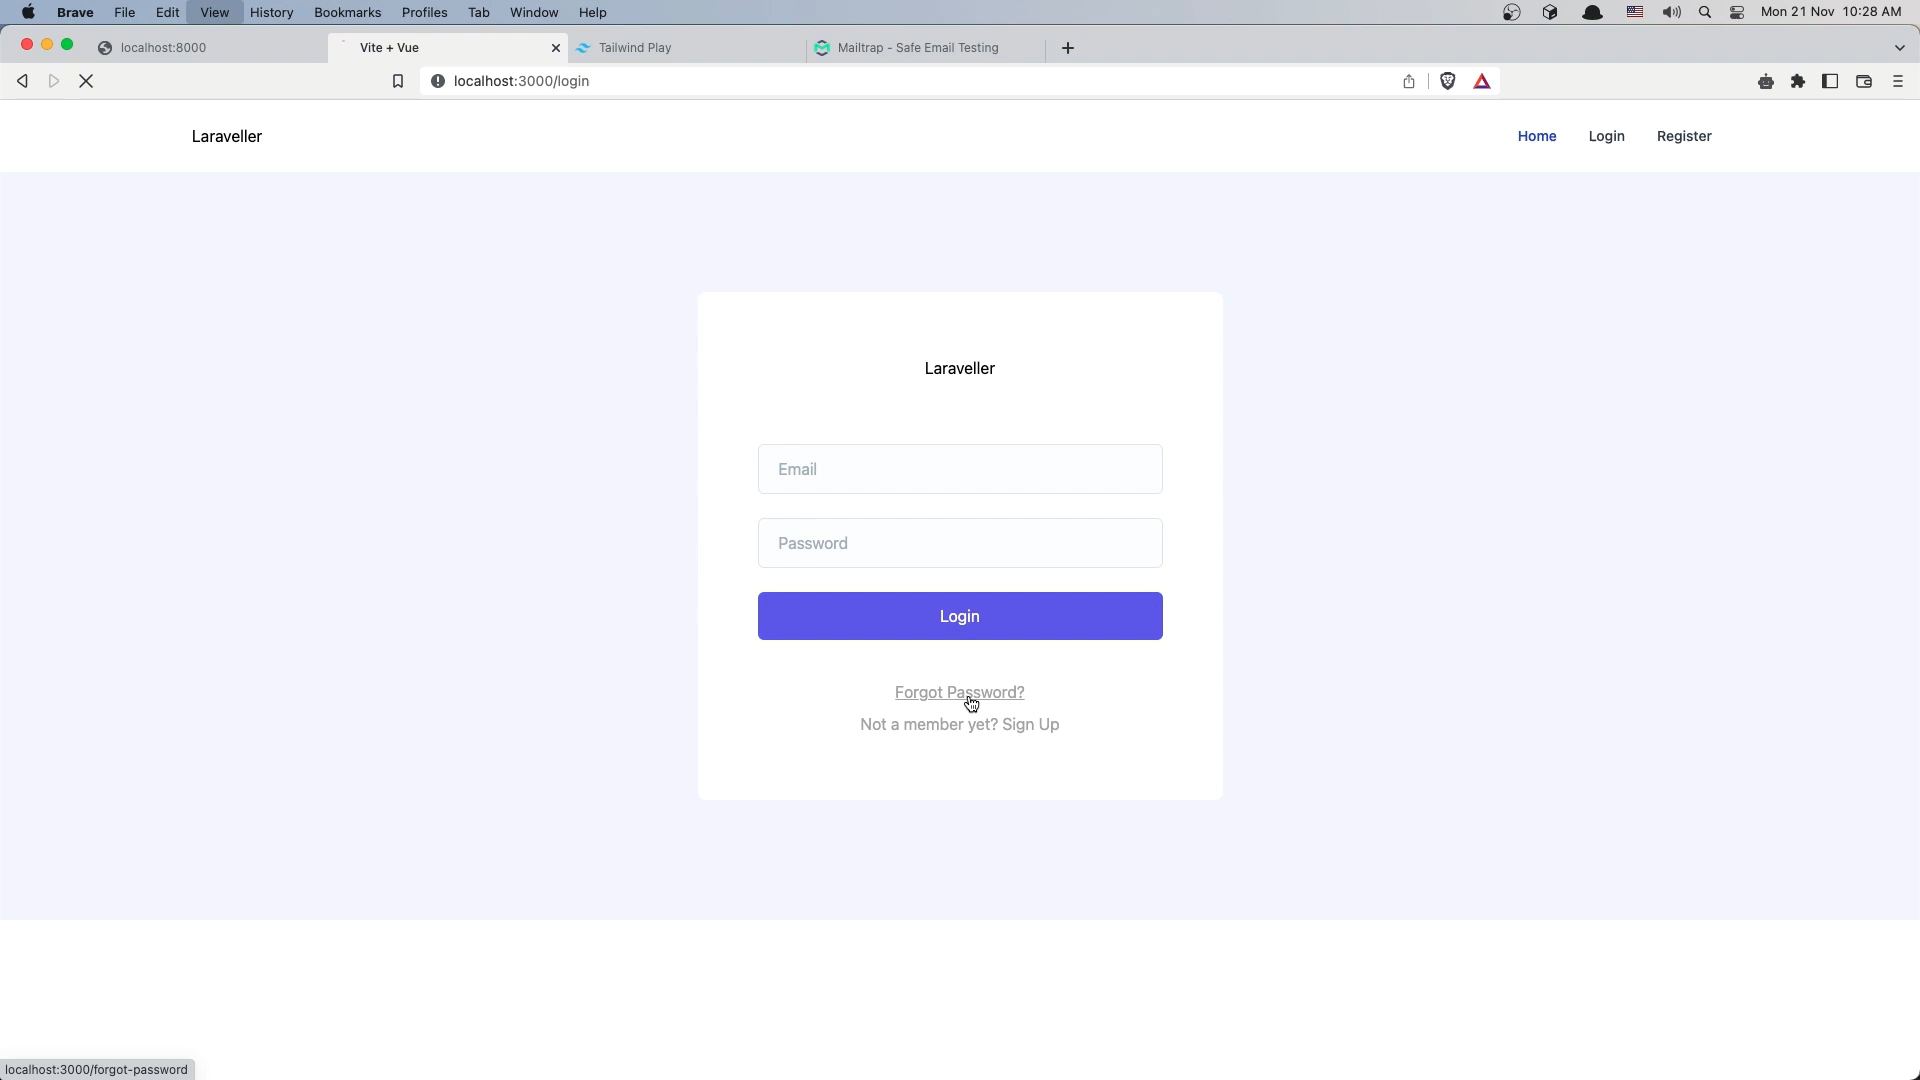 Brave File Edit View History Bookmarks Profiles Tab Window Help Mon 21 Nov 10:28 AM
localhost:8000 Vite + Vue Tailwind Play Mailtrap - Safe Email Testing
localhost:3000/login
Laraveller Home Login Register
Laraveller
Email
Password
Login
Forgot Password?
Not a member yet? Sign Up
localhost:3000/forgot-password